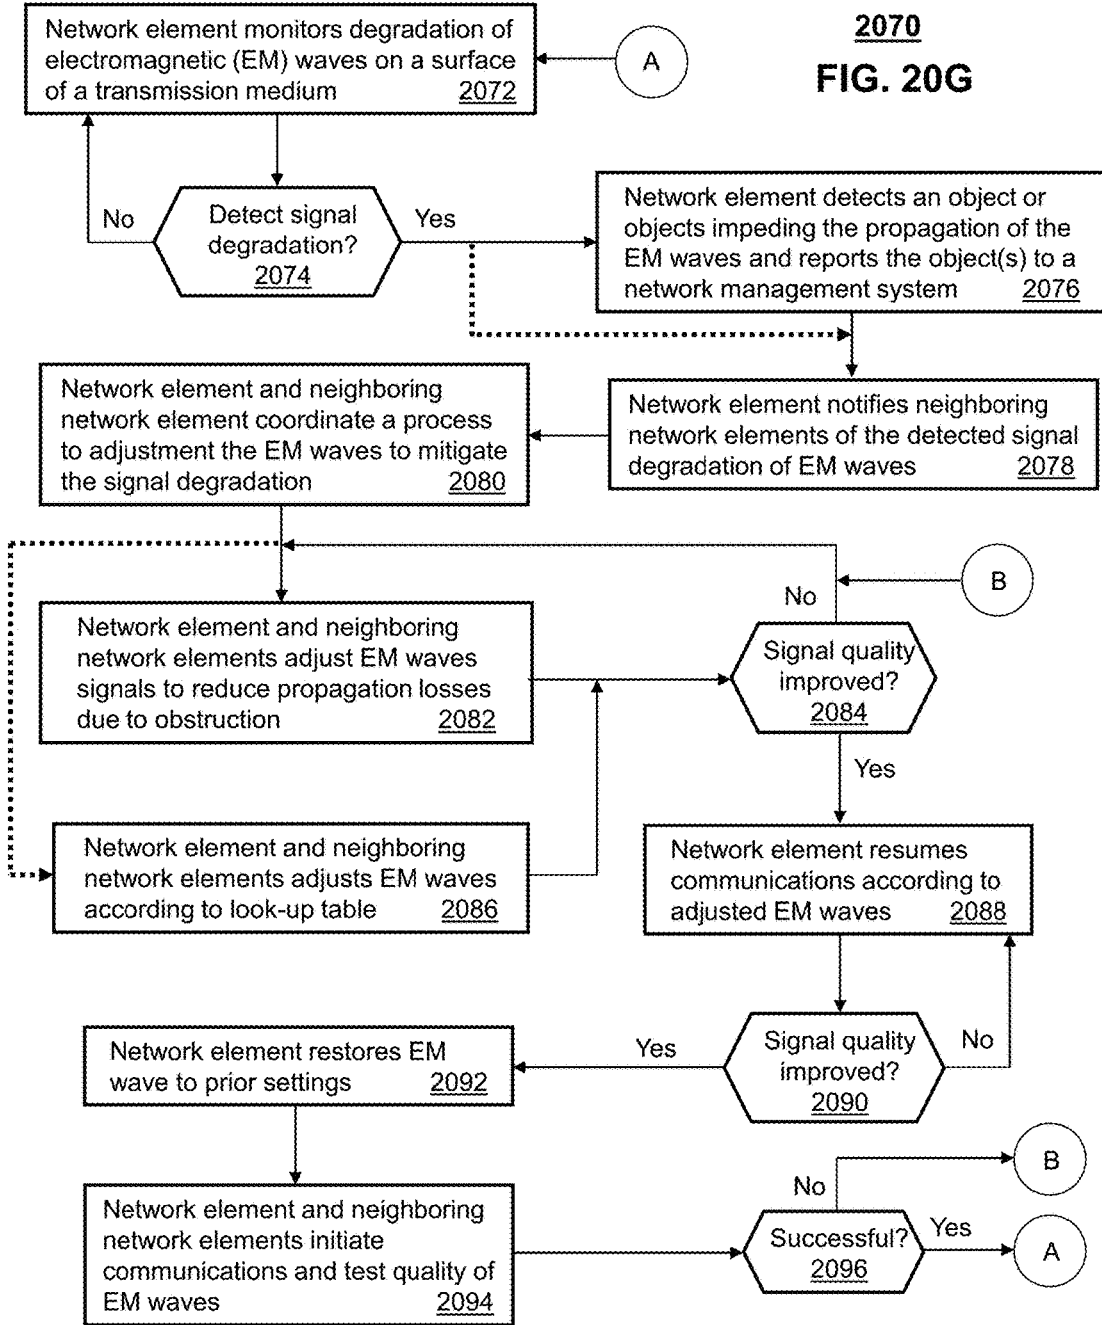 2070
FIG. 20G
Network element monitors degradation of
electromagnetic (EM) waves on a surface
of a transmission medium 2072
A
No
Detect signal
degradation?
2074
Yes
Network element detects an object or
objects impeding the propagation of the
EM waves and reports the object(s) to a
network management system 2076
Network element notifies neighboring
network elements of the detected signal
degradation of EM waves 2078
Network element and neighboring
network element coordinate a process
to adjustment the EM waves to mitigate
the signal degradation 2080
B
No
Network element and neighboring
network elements adjust EM waves
signals to reduce propagation losses
due to obstruction 2082
Signal quality
improved?
2084
Yes
Network element and neighboring
network elements adjusts EM waves
according to look-up table 2086
Network element resumes
communications according to
adjusted EM waves 2088
Signal quality
improved?
2090
No
Yes
Network element restores EM
wave to prior settings 2092
Network element and neighboring
network elements initiate
communications and test quality of
EM waves 2094
Successful?
2096
No
B
Yes
A